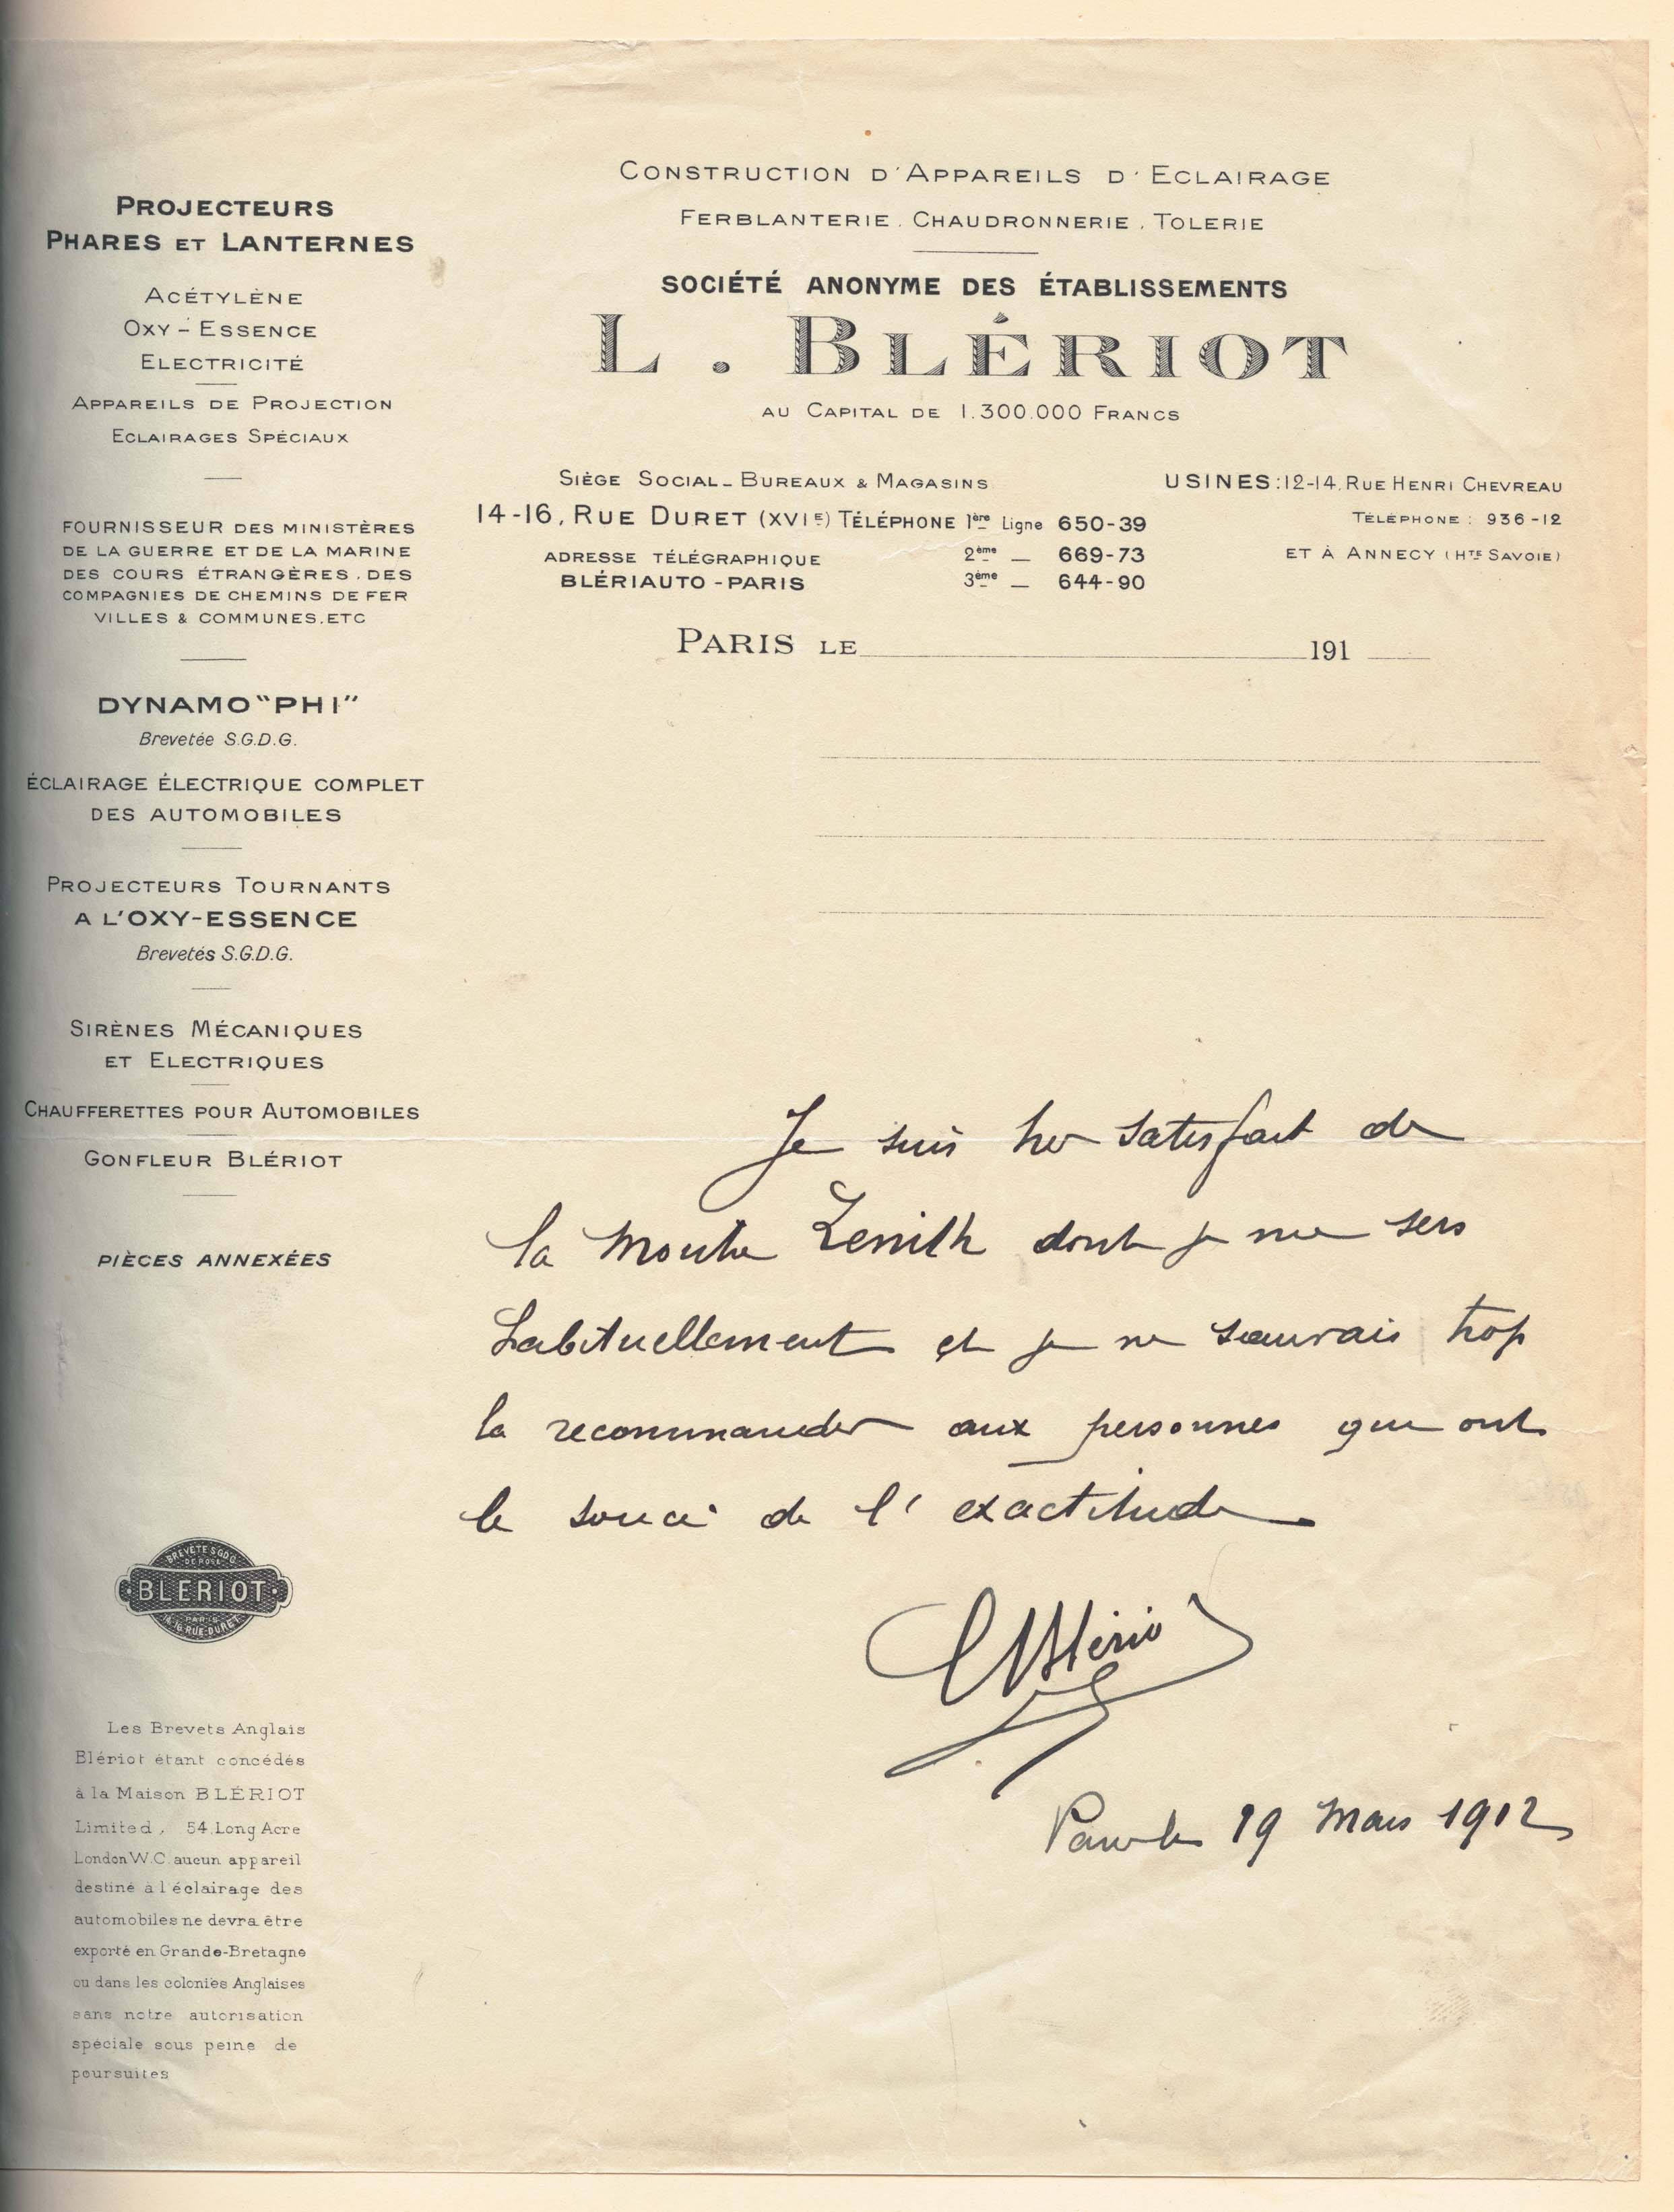 CONSTRUCTION D'APPAREILS D'ECLAIRAGE
FERBLANTERIE. CHAUDRONNERIE. TOLERIE
SOCIÉTÉ ANONYME DES ÉTABLISSEMENTS
L. BLÉRIOT
AU CAPITAL DE 1.300.000 FRANCS
SIÈGE SOCIAL_BUREAUX & MAGASINS
14-16, RUE DURET (XVIE) TÉLÉPHONE 1ère Ligne 650-39
ADRESSE TÉLÉGRAPHIQUE 2ème — 669-73
BLÉRIAUTO-PARIS 3ème — 644-90
USINES: 12-14, RUE HENRI CHEVREAU
TÉLÉPHONE: 936-12
ET À ANNECY (HTE SAVOIE)
PARIS LE 191
PROJECTEURS
PHARES ET LANTERNES
ACÉTYLÈNE
OXY-ESSENCE
ELECTRICITÉ
APPAREILS DE PROJECTION
ECLAIRAGES SPÉCIAUX
FOURNISSEUR DES MINISTÈRES
DE LA GUERRE ET DE LA MARINE
DES COURS ÉTRANGÈRES. DES
COMPAGNIES DE CHEMINS DE FER
VILLES & COMMUNES. ETC
DYNAMO "PHI"
Brevetée S.G.D.G.
ÉCLAIRAGE ÉLECTRIQUE COMPLET
DES AUTOMOBILES
PROJECTEURS TOURNANTS
A L'OXY-ESSENCE
Brevetés S.G.D.G.
SIRÈNES MÉCANIQUES
ET ELECTRIQUES
CHAUFFERETTES POUR AUTOMOBILES
GONFLEUR BLÉRIOT
PIÈCES ANNEXÉES
BREVETE S.G.D.G.
DEPOSE
BLERIOT
PARIS
14.16 RUE DURET
Les Brevets Anglais
Blériot étant concédés
à la Maison BLÉRIOT
Limited, 54.Long Acre
London W.C. aucun appareil
destiné à l'éclairage des
automobiles ne devra être
exporté en Grande-Bretagne
ou dans les colonies Anglaises
sans notre autorisation
spéciale sous peine de
poursuites
Je suis très satisfait de
la montre Zenith dont je me sers
habituellement et je ne saurais trop
la recommander aux personnes qui ont
le souci de l'exactitude
L Blériot
Paris le 19 Mars 1912